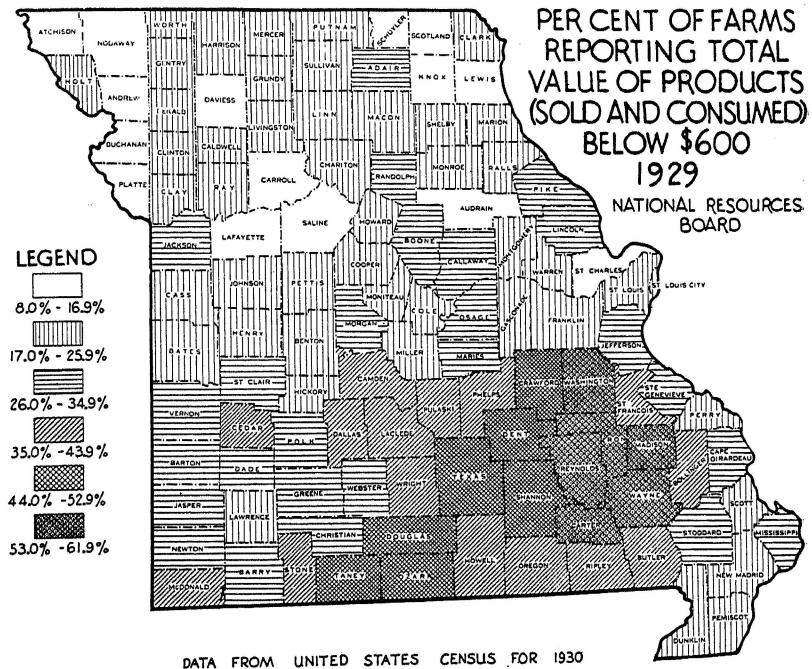 PER CENT OF FARMS
REPORTING TOTAL
VALUE OF PRODUCTS
(SOLD AND CONSUMED)
BELOW $600
1929
NATIONAL RESOURCES
BOARD
ATCHISON
NODAWAY
WORTH
HARRISON
MERCER
PUTNAM
SCHUYLER
SCOTLAND
CLARK
GENTRY
SULLIVAN
ADAIR
HOLT
GRUNDY
KNOX
LEWIS
ANDREW
DAVIESS
DEKALB
LINN
MACON
SHELBY
MARION
LIVINGSTON
BUCHANAN
CLINTON
CALDWELL
CHARITON
RANDOLPH
MONROE
RALLS
PLATTE
CLAY
RAY
CARROLL
PIKE
SALINE
HOWARD
AUDRAIN
LINCOLN
JACKSON
LAFAYETTE
BOONE
CALLAWAY
MONTGOMERY
WARREN
ST CHARLES
ST LOUIS
ST LOUIS CITY
CASS
JOHNSON
PETTIS
COOPER
MONITEAU
COLE
OSAGE
GASCONADE
FRANKLIN
JEFFERSON
BATES
HENRY
BENTON
MORGAN
MILLER
MARIES
ST CLAIR
HICKORY
CAMDEN
PULASKI
PHELPS
CRAWFORD
WASHINGTON
ST FRANCOIS
STE GENEVIEVE
PERRY
VERNON
CEDAR
POLK
DALLAS
LACLEDE
DENT
IRON
MADISON
BOLLINGER
CAPE GIRARDEAU
BARTON
DADE
GREENE
WEBSTER
WRIGHT
TEXAS
SHANNON
REYNOLDS
WAYNE
JASPER
LAWRENCE
CHRISTIAN
DOUGLAS
CARTER
SCOTT
STODDARD
MISSISSIPPI
NEWTON
BARRY
STONE
TANEY
OZARK
HOWELL
OREGON
RIPLEY
BUTLER
MCDONALD
NEW MADRID
PEMISCOT
DUNKLIN
LEGEND
8.0% - 16.9%
17.0% - 25.9%
26.0% - 34.9%
35.0% - 43.9%
44.0% - 52.9%
53.0% - 61.9%
DATA FROM UNITED STATES CENSUS FOR 1930